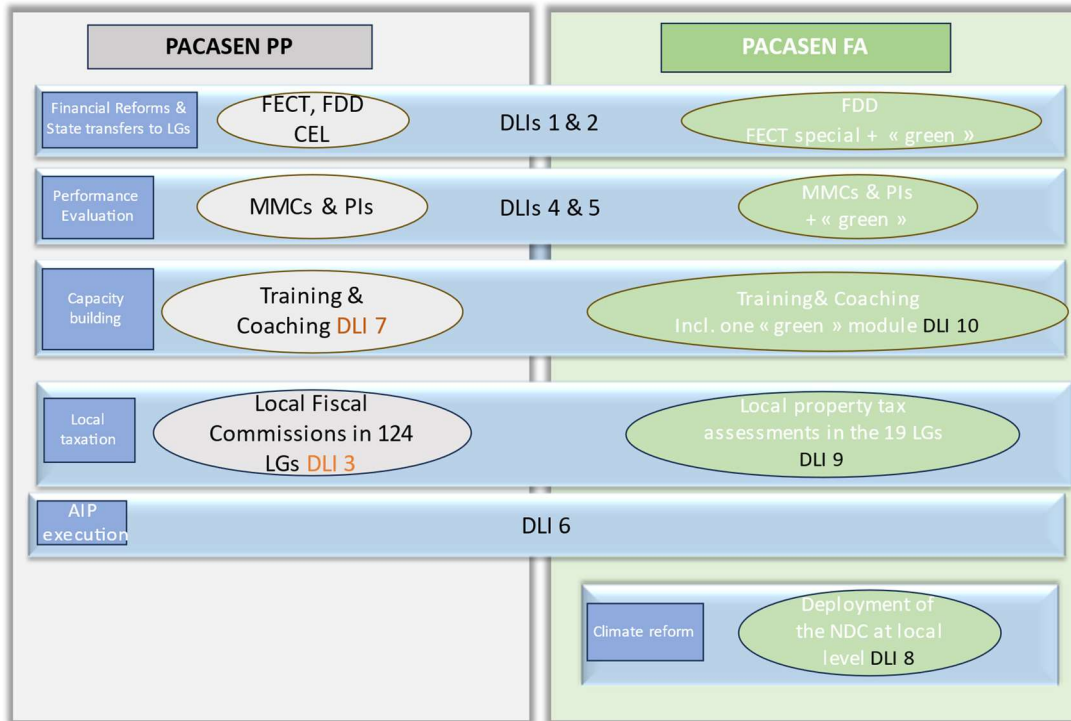 PACASEN PP
PACASEN FA
Financial Reforms &
State transfers to LGs
FECT, FDD
CEL
DLIs 1 & 2
FDD
FECT special + « green »
Performance
Evaluation
MMCs & PIs
DLIs 4 & 5
MMCs & PIs
+ « green »
Capacity
building
Training &
Coaching DLI 7
Training& Coaching
Incl. one « green » module DLI 10
Local
taxation
Local Fiscal
Commissions in 124
LGs DLI 3
Local property tax
assessments in the 19 LGs
DLI 9
AIP
execution
DLI 6
Climate reform
Deployment of
the NDC at local
level DLI 8